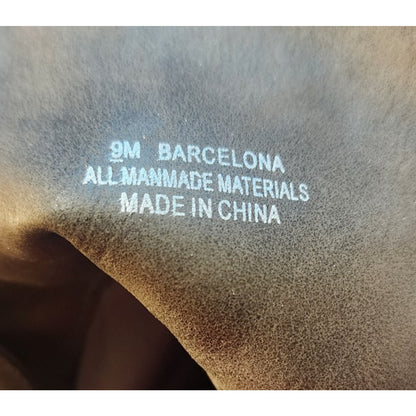 9M BARCELONA
ALL MANMADE MATERIALS
MADE IN CHINA